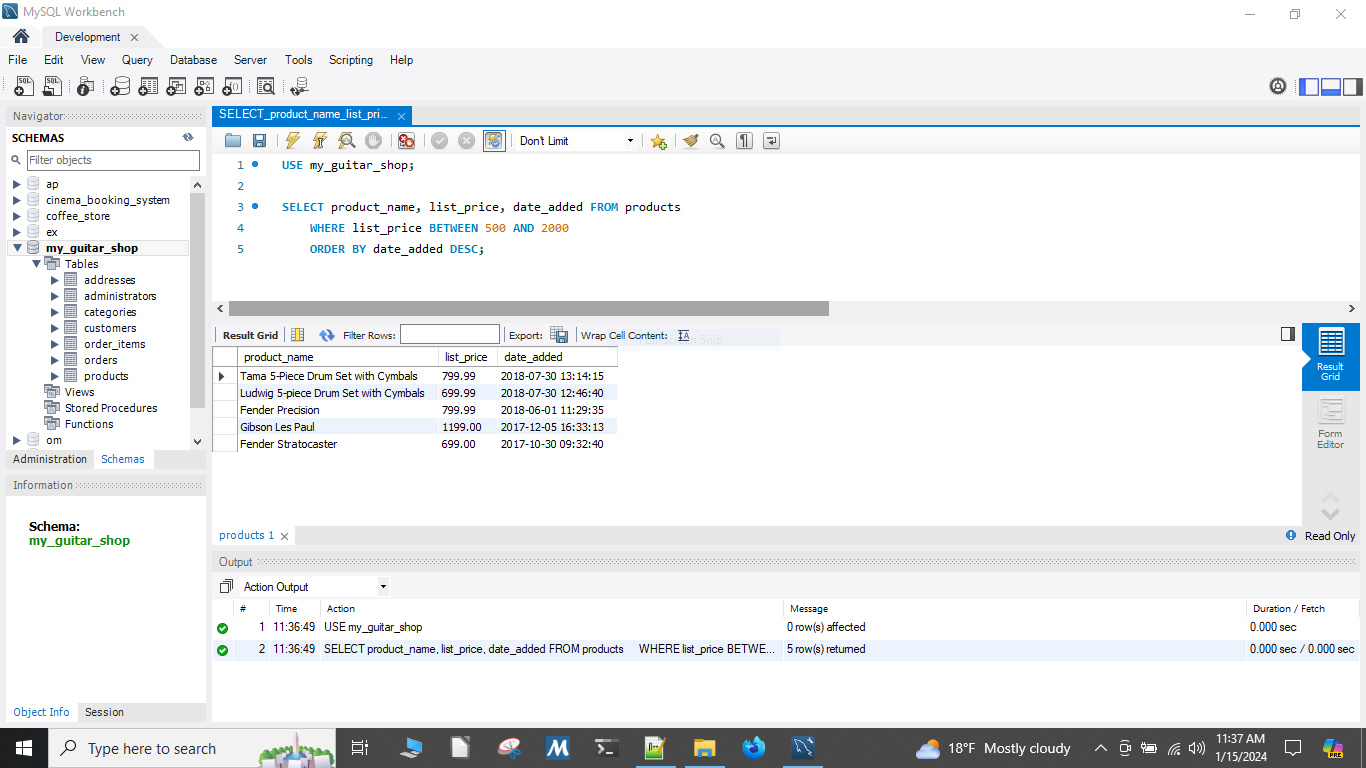 MySQL Workbench
Development
File Edit View Query Database Server Tools Scripting Help
Navigator
SCHEMAS
Filter objects
ap
cinema_booking_system
coffee_store
ex
my_guitar_shop
Tables
addresses
administrators
categories
customers
order_items
orders
products
Views
Stored Procedures
Functions
om
Administration Schemas
Information
Schema:
my_guitar_shop
Object Info Session
SELECT_product_name_list_pri...
Don't Limit
1 USE my_guitar_shop;
2
3 SELECT product_name, list_price, date_added FROM products
4 WHERE list_price BETWEEN 500 AND 2000
5 ORDER BY date_added DESC;
Result Grid Filter Rows: Export: Wrap Cell Content:
product_name list_price date_added
Tama 5-Piece Drum Set with Cymbals 799.99 2018-07-30 13:14:15
Ludwig 5-piece Drum Set with Cymbals 699.99 2018-07-30 12:46:40
Fender Precision 799.99 2018-06-01 11:29:35
Gibson Les Paul 1199.00 2017-12-05 16:33:13
Fender Stratocaster 699.00 2017-10-30 09:32:40
Result
Grid
Form
Editor
products 1
Read Only
Output
Action Output
# Time Action Message Duration / Fetch
1 11:36:49 USE my_guitar_shop 0 row(s) affected 0.000 sec
2 11:36:49 SELECT product_name, list_price, date_added FROM products WHERE list_price BETWE... 5 row(s) returned 0.000 sec / 0.000 sec
Type here to search
18°F Mostly cloudy
11:37 AM
1/15/2024